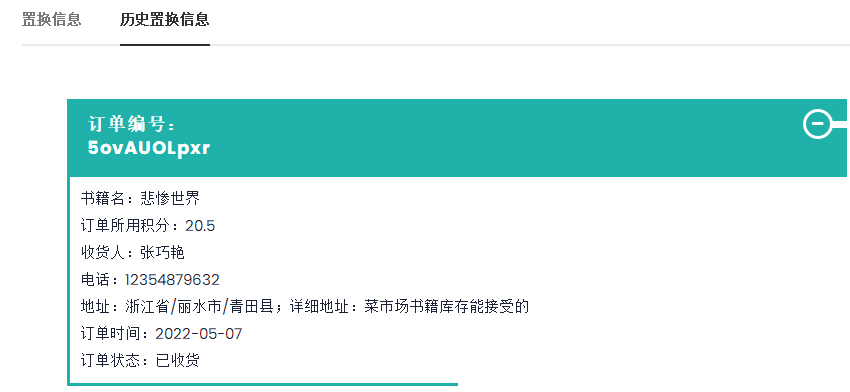 置换信息
历史置换信息
订单编号：
5ovAUOLpxr
书籍名：悲惨世界
订单所用积分：20.5
收货人：张巧艳
电话：12354879632
地址：浙江省/丽水市/青田县；详细地址：菜市场书籍库存能接受的
订单时间：2022-05-07
订单状态：已收货